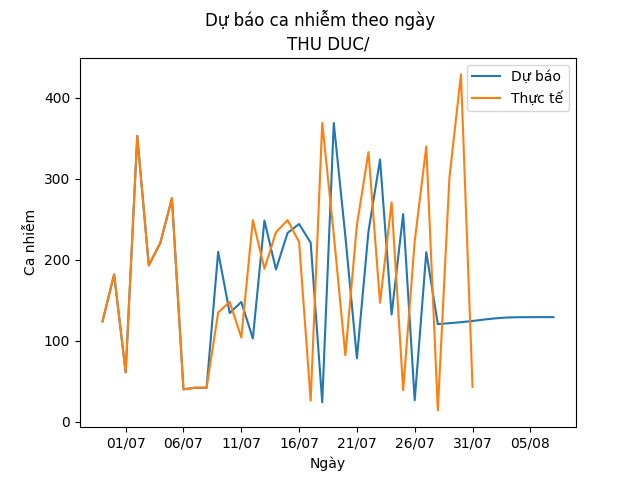 Dự báo ca nhiễm theo ngày
THU DUC/
Dự báo
Thực tế
Ca nhiễm
400
300
200
100
0
01/07 06/07 11/07 16/07 21/07 26/07 31/07 05/08
Ngày